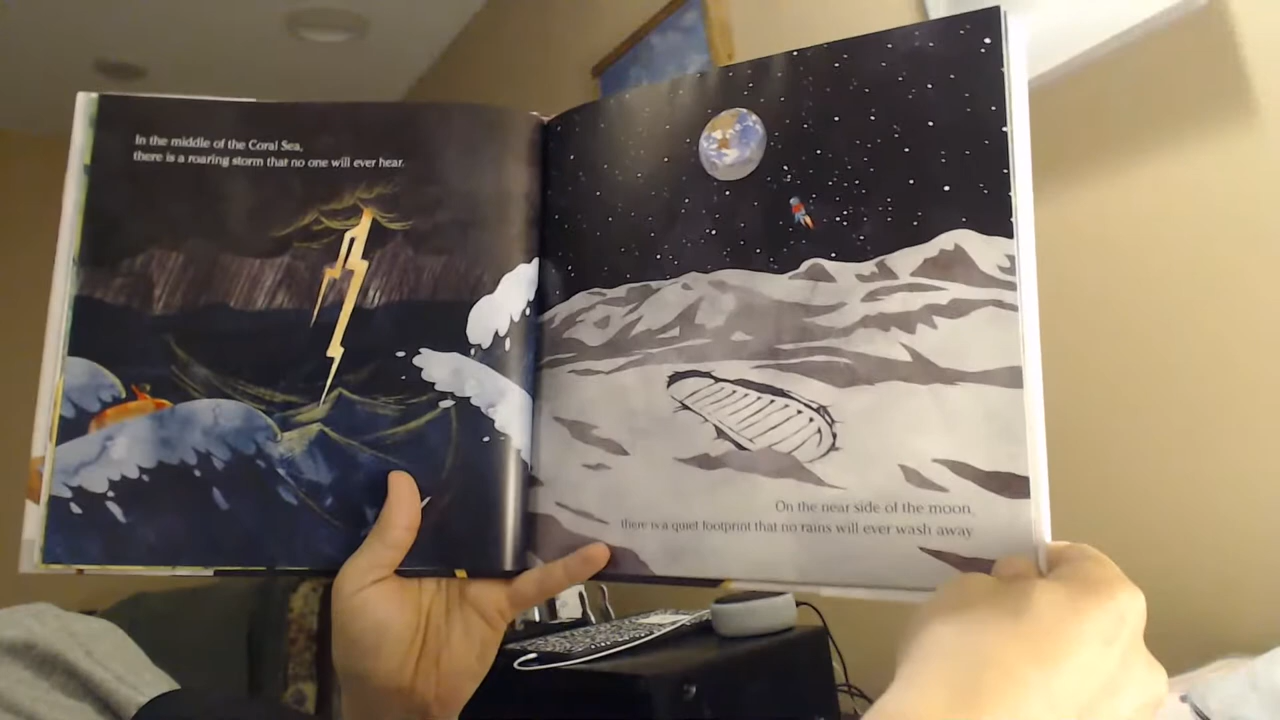 In the middle of the Coral Sea,
there is a roaring storm that no one will ever hear.
On the near side of the moon,
there is a quiet footprint that no rains will ever wash away